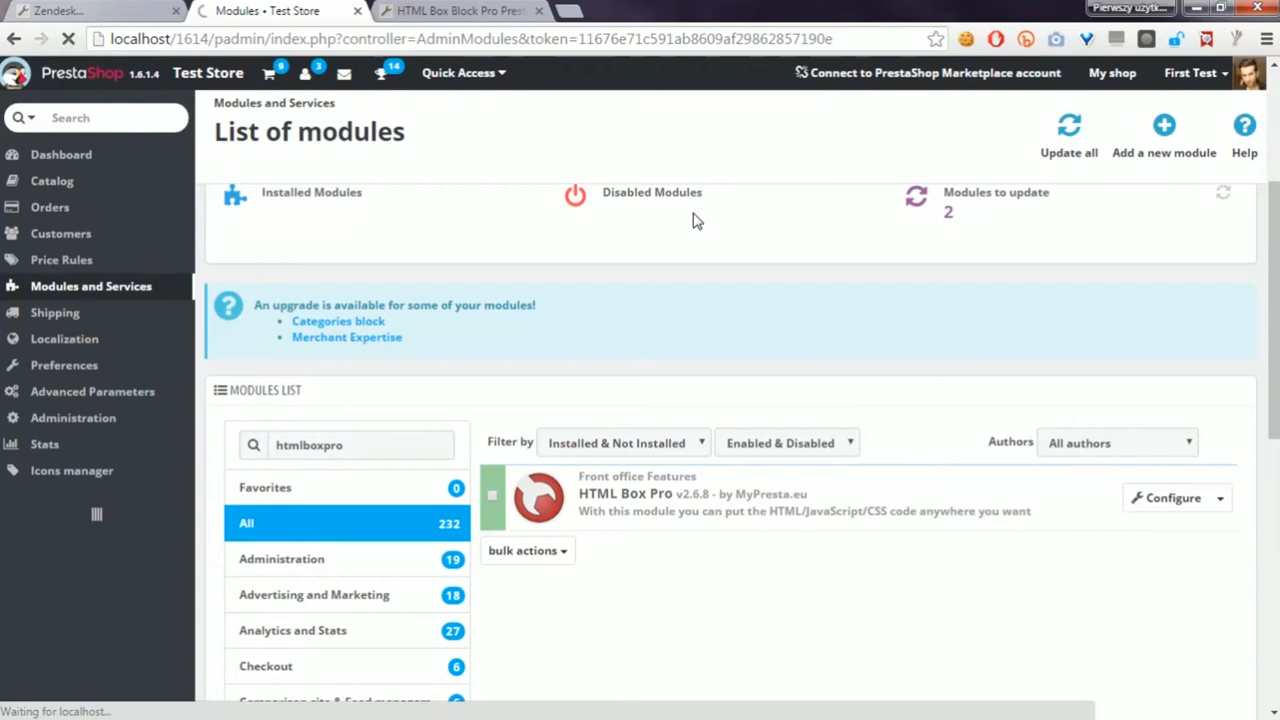 Zendesk...
Modules • Test Store
HTML Box Block Pro Pres
Pierwszy użytk...
localhost/1614/padmin/index.php?controller=AdminModules&token=11676e71c591ab8609af29862857190e
PrestaShop 1.6.1.4
Test Store
9
3
14
Quick Access
Connect to PrestaShop Marketplace account
My shop
First Test
Search
Dashboard
Catalog
Orders
Customers
Price Rules
Modules and Services
Shipping
Localization
Preferences
Advanced Parameters
Administration
Stats
Icons manager
Modules and Services
List of modules
Update all
Add a new module
Help
Installed Modules
Disabled Modules
Modules to update
2
An upgrade is available for some of your modules!
Categories block
Merchant Expertise
MODULES LIST
htmlboxpro
Favorites 0
All 232
Administration 19
Advertising and Marketing 18
Analytics and Stats 27
Checkout 6
Filter by
Installed & Not Installed
Enabled & Disabled
Authors
All authors
Front office Features
HTML Box Pro v2.6.8 - by MyPresta.eu
With this module you can put the HTML/JavaScript/CSS code anywhere you want
Configure
bulk actions
Waiting for localhost...